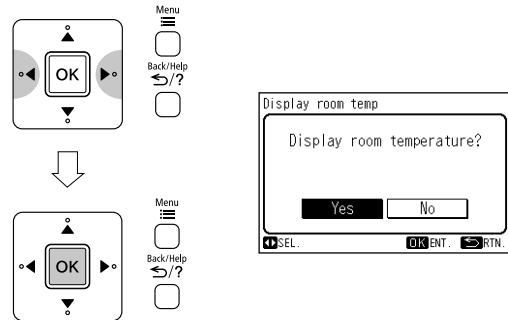 Menu
OK
Back/Help
/?
Display room temp
Display room temperature?
Yes No
SEL. OK ENT. RTN.
Menu
OK
Back/Help
/?